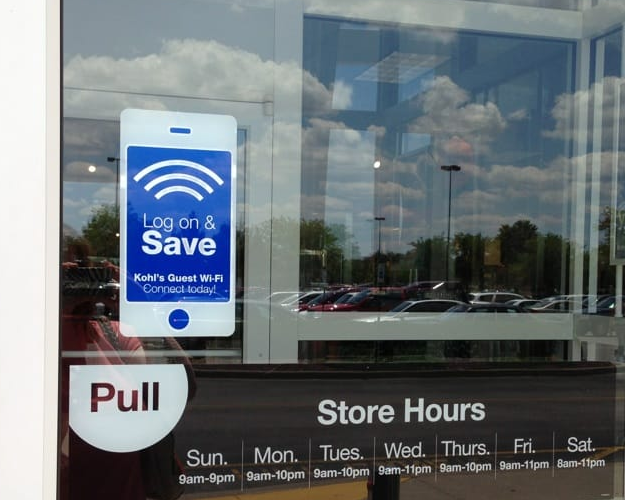 Log on &
Save
Kohl's Guest Wi-Fi
Connect today!
Pull
Store Hours
Sun. Mon. Tues. Wed. Thurs. Fri. Sat.
9am-9pm 9am-10pm 9am-10pm 9am-11pm 9am-10pm 9am-11pm 8am-11pm